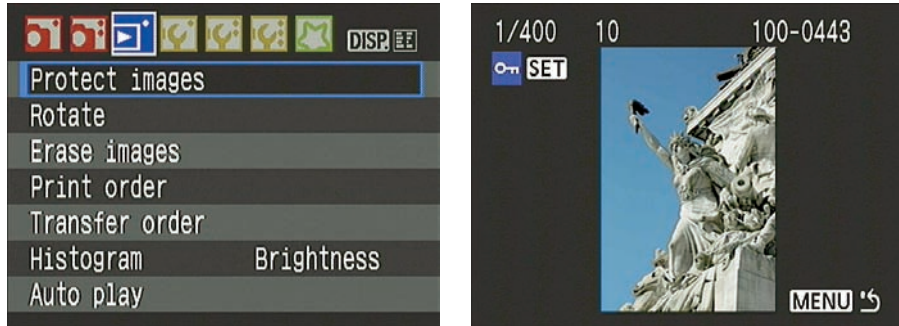 DISP.
Protect images
Rotate
Erase images
Print order
Transfer order
Histogram Brightness
Auto play
1/400 10 100-0443
SET
MENU